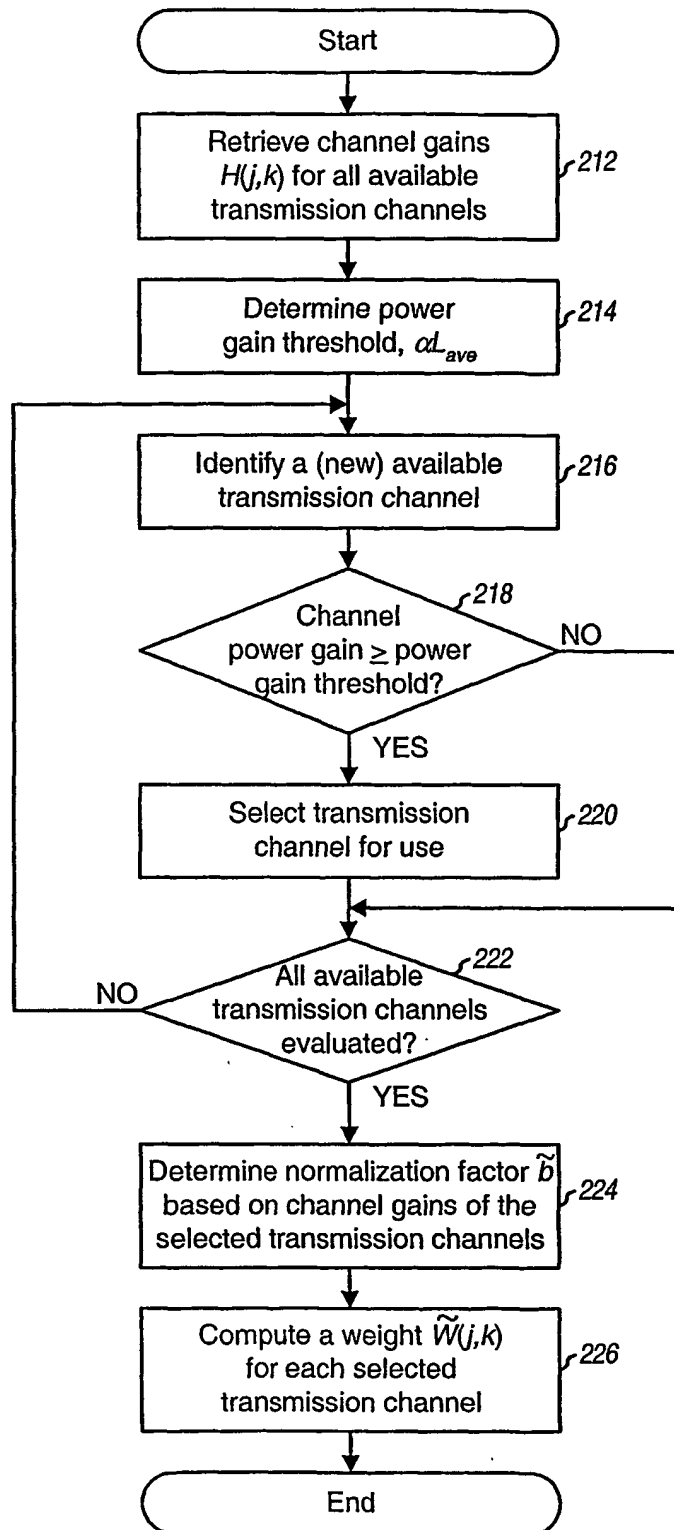 Start
Retrieve channel gains
H(j,k) for all available
transmission channels
212
Determine power
gain threshold, αL_ave
214
Identify a (new) available
transmission channel
216
218
Channel
power gain ≥ power
gain threshold?
NO
YES
Select transmission
channel for use
220
222
All available
transmission channels
evaluated?
NO
YES
Determine normalization factor b̃
based on channel gains of the
selected transmission channels
224
Compute a weight W̃(j,k)
for each selected
transmission channel
226
End